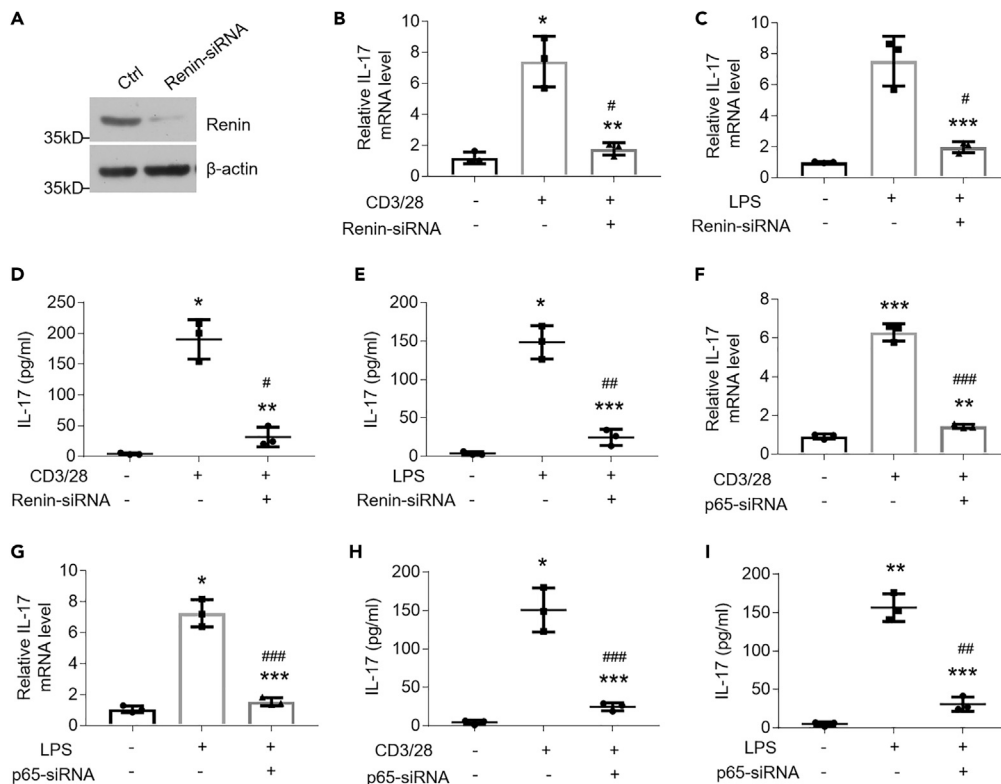 A
Ctrl
Renin-siRNA
Renin
35kD
β-actin
35kD
B
Relative IL-17
mRNA level
10
8
6
4
2
0
*
#
**
CD3/28 - + +
Renin-siRNA - - +
C
Relative IL-17
mRNA level
10
8
6
4
2
0
#
***
LPS - + +
Renin-siRNA - - +
D
IL-17 (pg/ml)
250
200
150
100
50
0
*
#
**
CD3/28 - + +
Renin-siRNA - - +
E
IL-17 (pg/ml)
200
150
100
50
0
*
##
***
LPS - + +
Renin-siRNA - - +
F
Relative IL-17
mRNA level
8
6
4
2
0
***
###
**
CD3/28 - + +
p65-siRNA - - +
G
Relative IL-17
mRNA level
10
8
6
4
2
0
*
###
***
LPS - + +
p65-siRNA - - +
H
IL-17 (pg/ml)
200
150
100
50
0
*
###
***
CD3/28 - + +
p65-siRNA - - +
I
IL-17 (pg/ml)
200
150
100
50
0
**
##
***
LPS - + +
p65-siRNA - - +